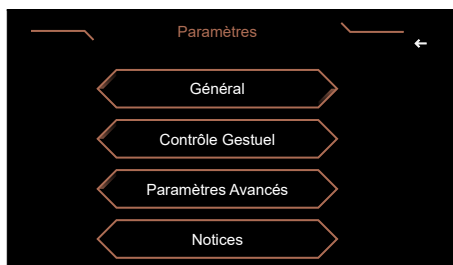 Paramètres
Général
Contrôle Gestuel
Paramètres Avancés
Notices